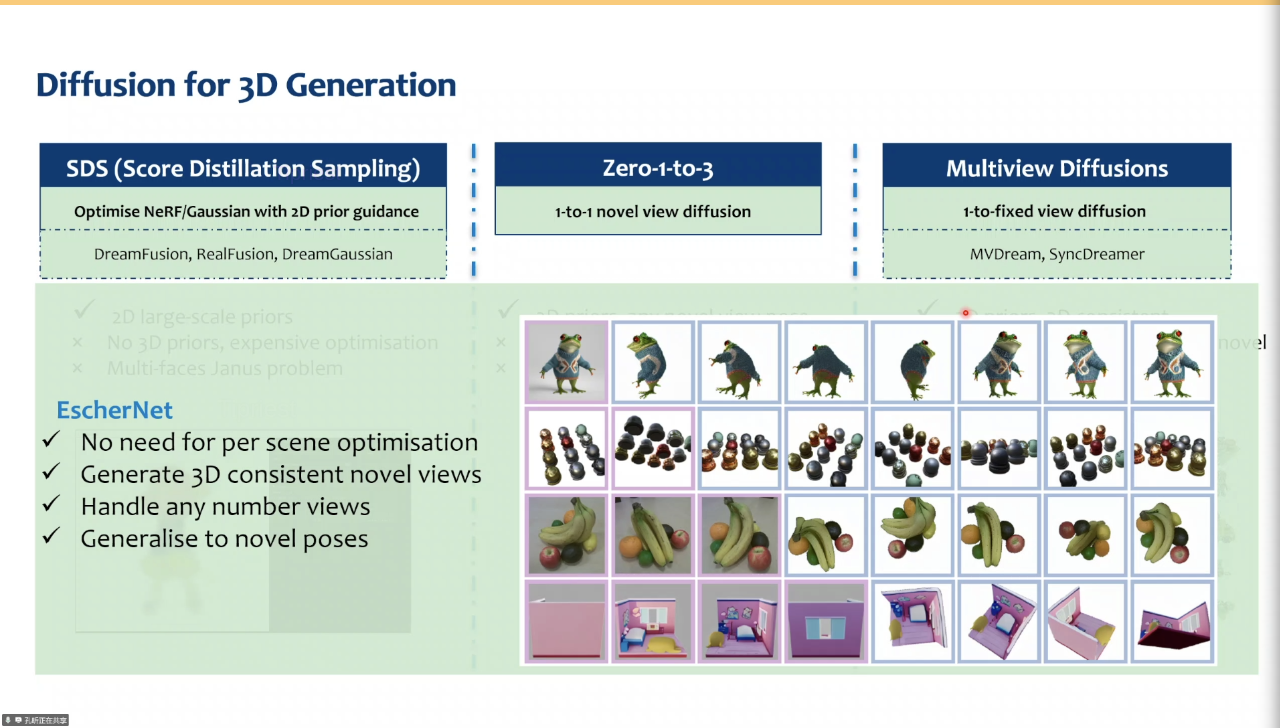 Diffusion for 3D Generation
SDS (Score Distillation Sampling)
Optimise NeRF/Gaussian with 2D prior guidance
DreamFusion, RealFusion, DreamGaussian
Zero-1-to-3
1-to-1 novel view diffusion
Multiview Diffusions
1-to-fixed view diffusion
MVDream, SyncDreamer
✓ 2D large-scale priors
× No 3D priors, expensive optimisation
× Multi-faces Janus problem
novel
EscherNet
✓ No need for per scene optimisation
✓ Generate 3D consistent novel views
✓ Handle any number views
✓ Generalise to novel poses
孔昕正在共享